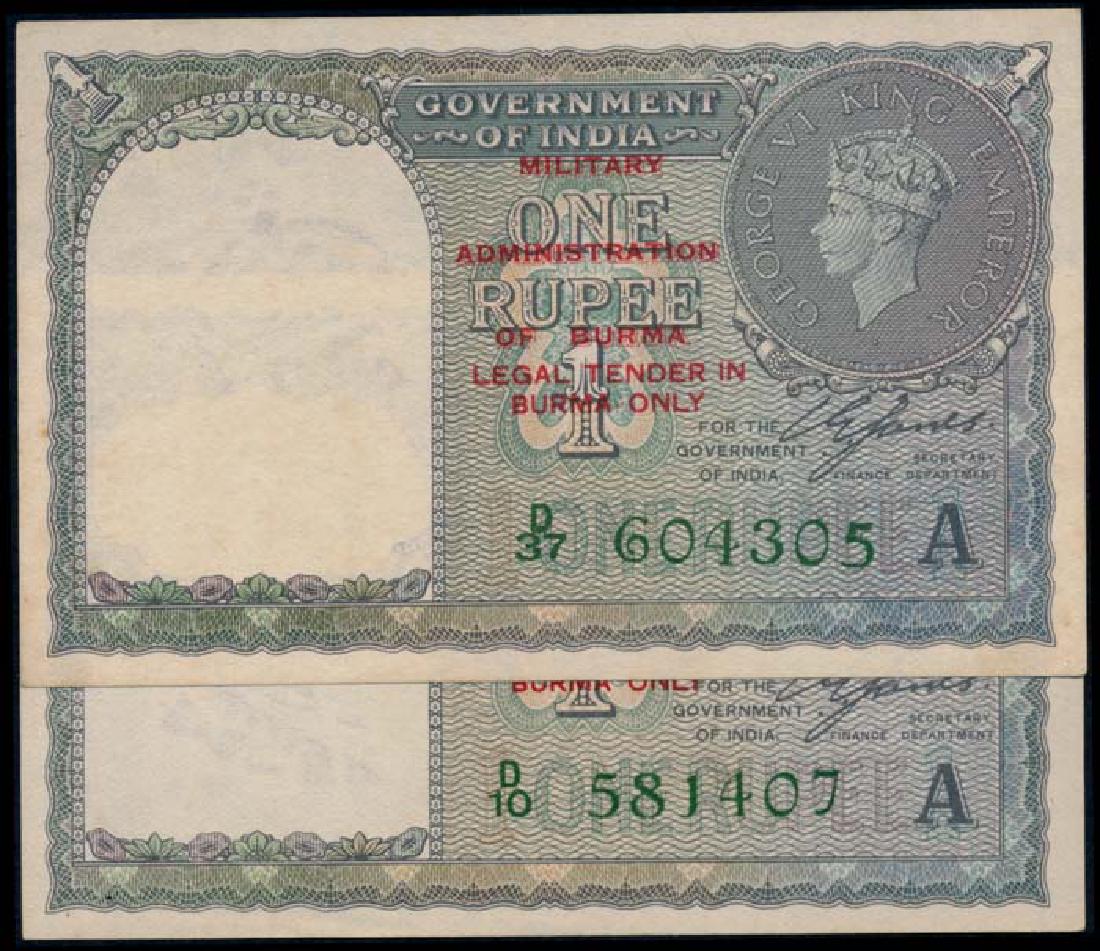 GOVERNMENT
OF INDIA
GEORGE VI KING EMPEROR
MILITARY
ONE
ADMINISTRATION
RUPEE
OF BURMA
1
LEGAL TENDER IN
BURMA ONLY
FOR THE
GOVERNMENT
OF INDIA.
SECRETARY
FINANCE DEPARTMENT
D/37 604305 A
BURMA ONLY
1
FOR THE
GOVERNMENT
OF INDIA.
SECRETARY
FINANCE DEPARTMENT
D/10 581407 A